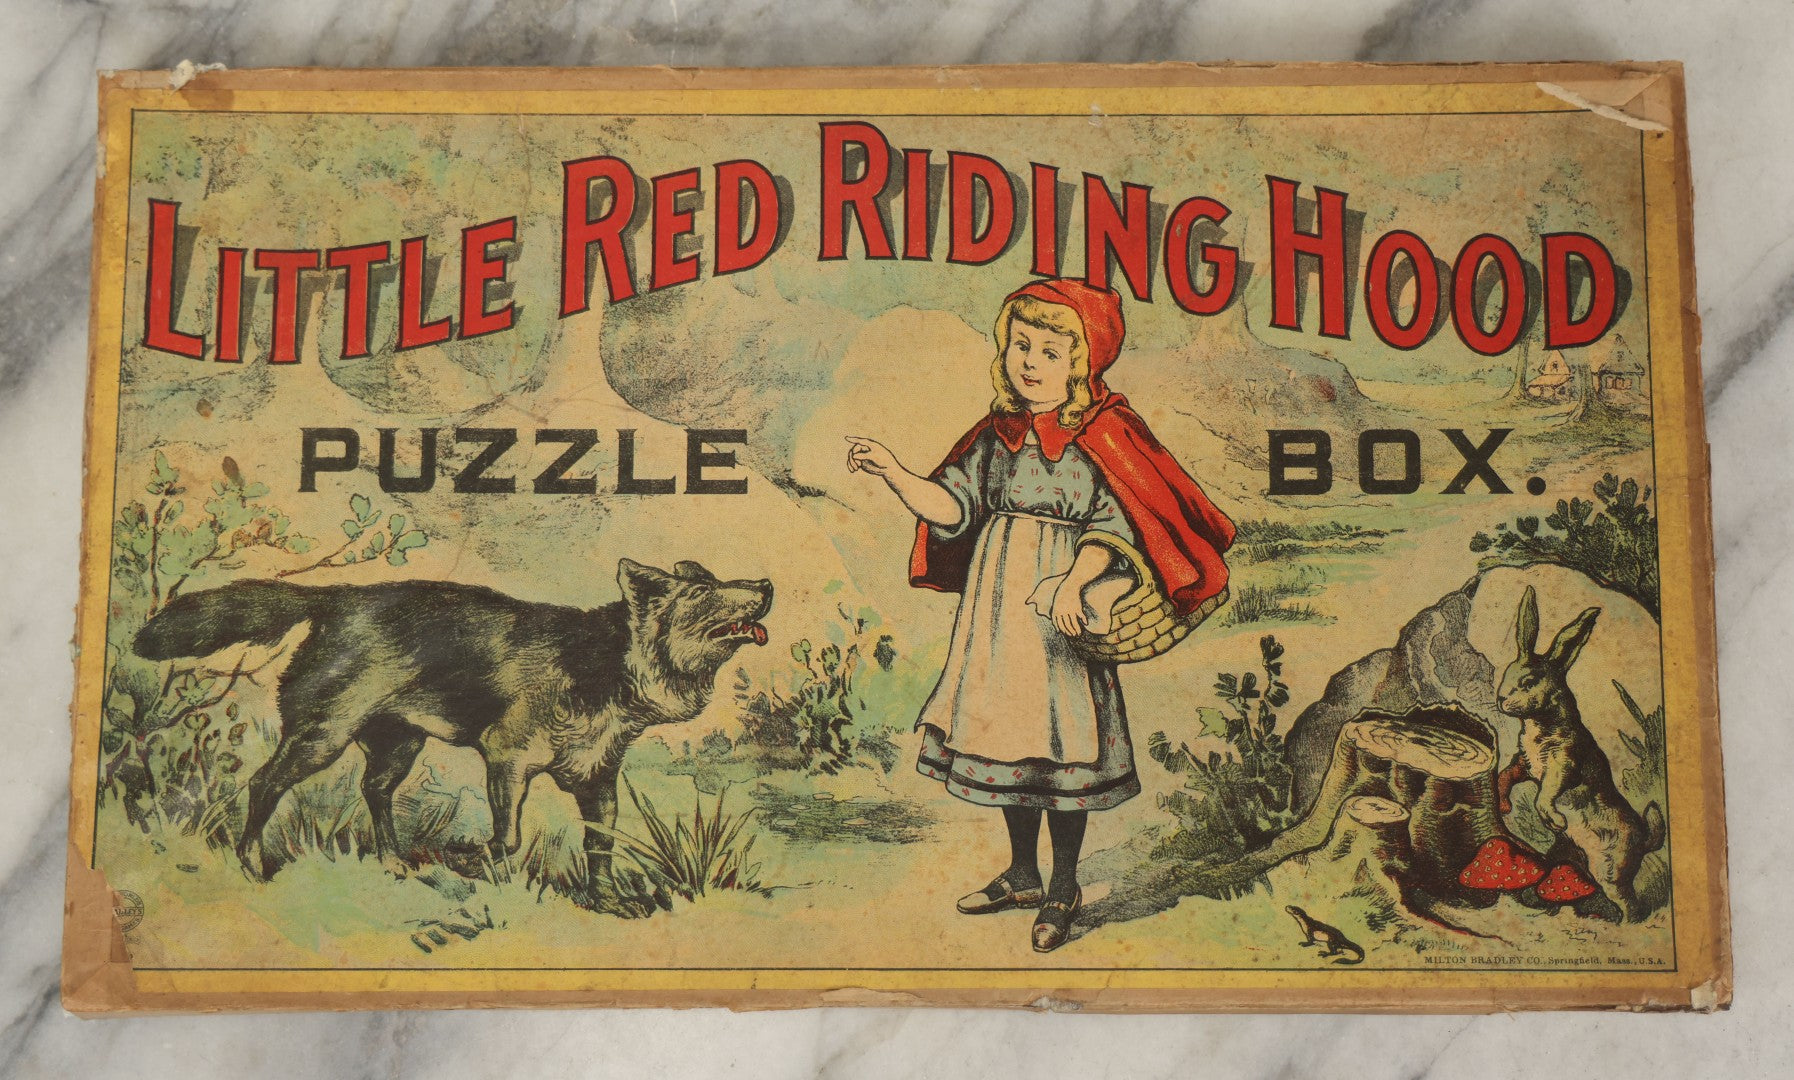 LITTLE RED RIDING HOOD
PUZZLE BOX.
MILTON BRADLEY CO., Springfield, Mass., U.S.A.